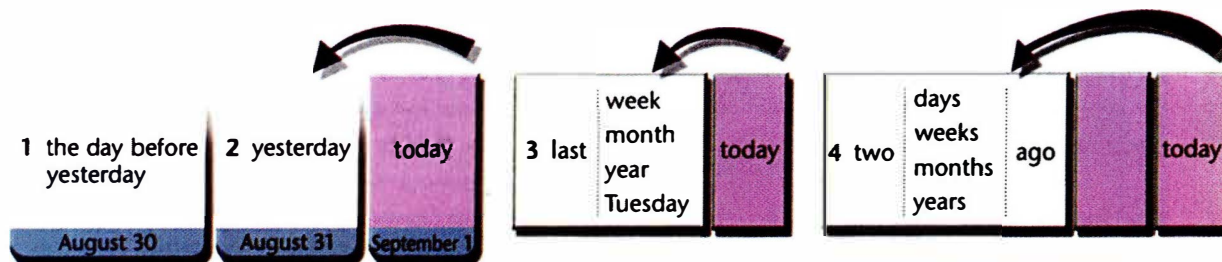 1 the day before
yesterday
2 yesterday
today
August 30
August 31
September 1
3 last
week
month
year
Tuesday
today
4 two
days
weeks
months
years
ago
today